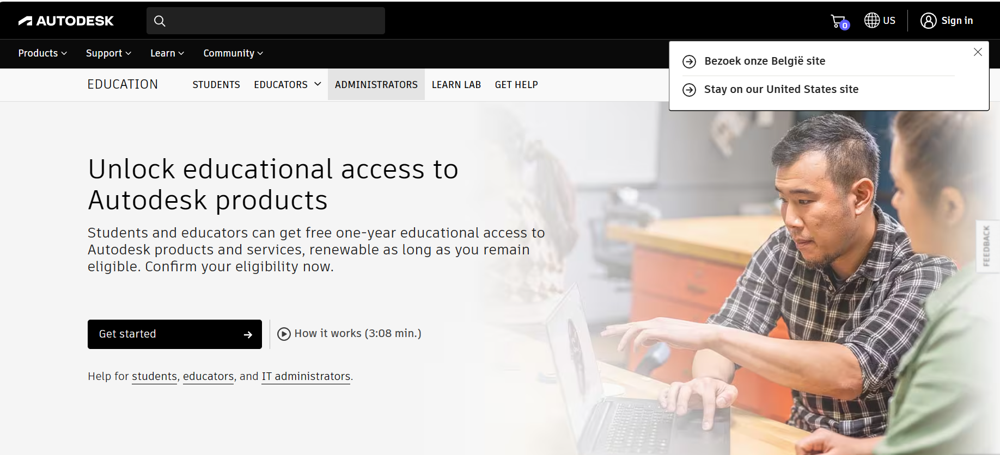 AUTODESK
0
US
Sign in
Products
Support
Learn
Community
Bezoek onze België site
Stay on our United States site
EDUCATION
STUDENTS
EDUCATORS
ADMINISTRATORS
LEARN LAB
GET HELP
Unlock educational access to
Autodesk products
Students and educators can get free one-year educational access to
Autodesk products and services, renewable as long as you remain
eligible. Confirm your eligibility now.
FEEDBACK
Get started
How it works (3:08 min.)
Help for students, educators, and IT administrators.